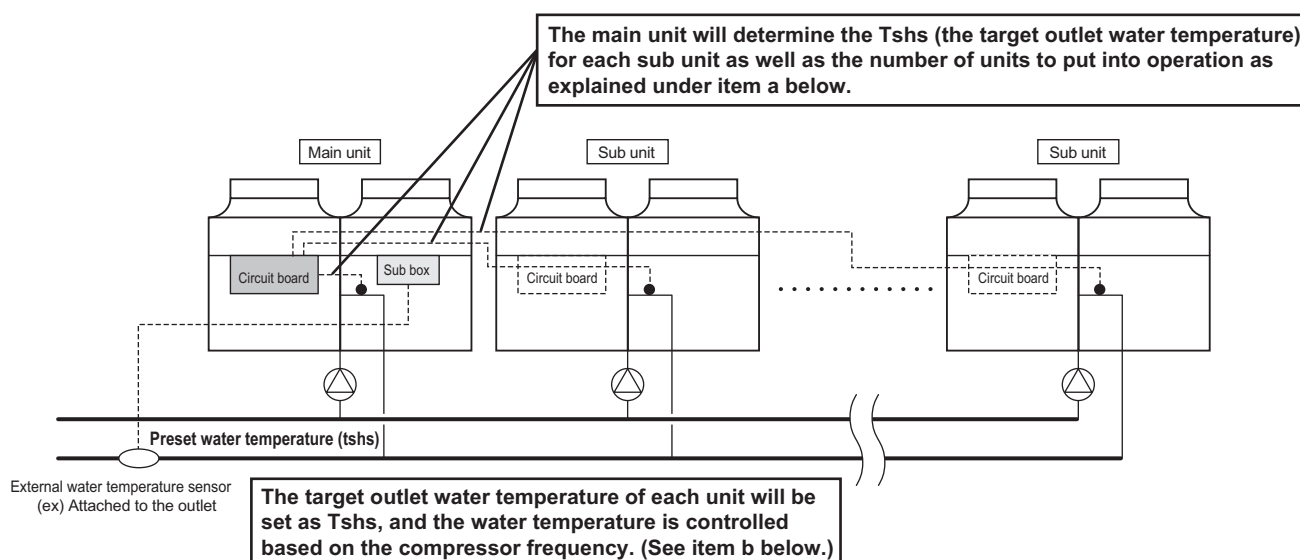 The main unit will determine the Tshs (the target outlet water temperature)
for each sub unit as well as the number of units to put into operation as
explained under item a below.
Main unit
Sub unit
Sub unit
Circuit board
Sub box
Circuit board
Circuit board
Preset water temperature (tshs)
External water temperature sensor
(ex) Attached to the outlet
The target outlet water temperature of each unit will be
set as Tshs, and the water temperature is controlled
based on the compressor frequency. (See item b below.)